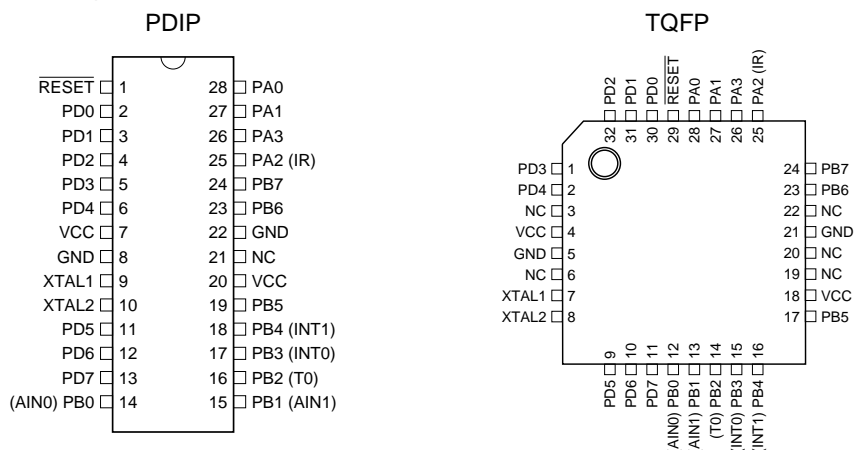 PDIP
RESET 1 28 PA0
PD0 2 27 PA1
PD1 3 26 PA3
PD2 4 25 PA2 (IR)
PD3 5 24 PB7
PD4 6 23 PB6
VCC 7 22 GND
GND 8 21 NC
XTAL1 9 20 VCC
XTAL2 10 19 PB5
PD5 11 18 PB4 (INT1)
PD6 12 17 PB3 (INT0)
PD7 13 16 PB2 (T0)
(AIN0) PB0 14 15 PB1 (AIN1)
TQFP
32 PD2
31 PD1
30 PD0
29 RESET
28 PA0
27 PA1
26 PA3
25 PA2 (IR)
PD3 1 24 PB7
PD4 2 23 PB6
NC 3 22 NC
VCC 4 21 GND
GND 5 20 NC
NC 6 19 NC
XTAL1 7 18 VCC
XTAL2 8 17 PB5
PD5 9
PD6 10
PD7 11
AIN0) PB0 12
AIN1) PB1 13
(T0) PB2 14
(INT0) PB3 15
(INT1) PB4 16